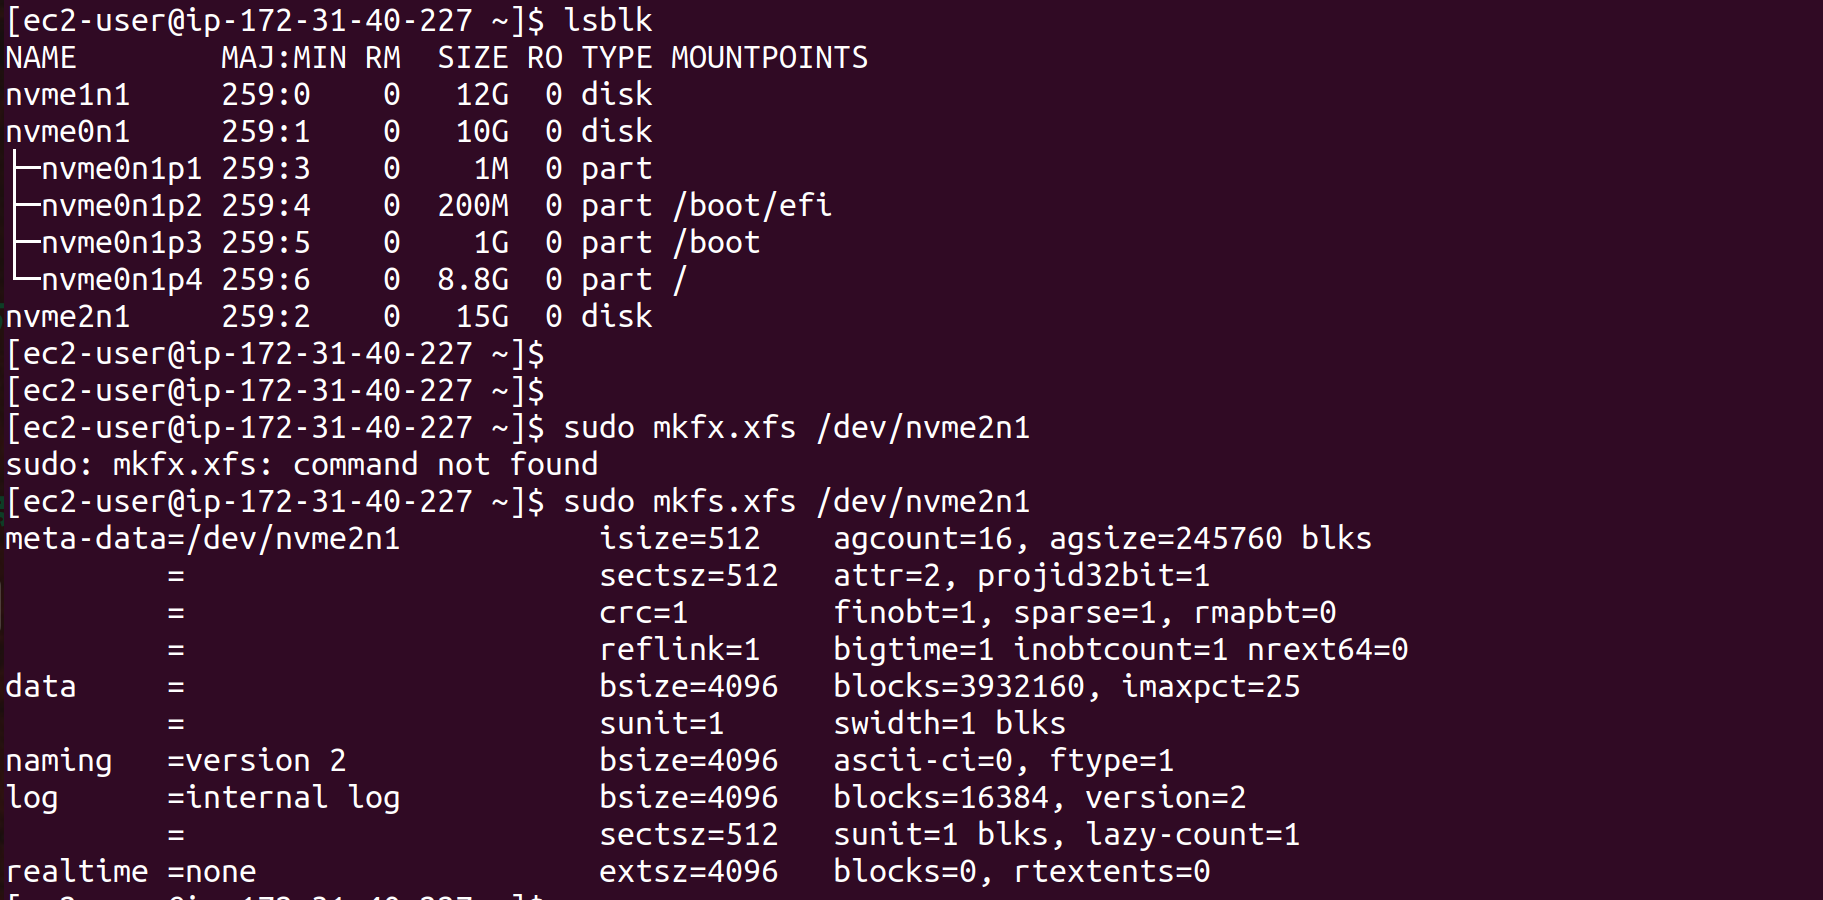 [ec2-user@ip-172-31-40-227 ~]$ lsblk
NAME        MAJ:MIN RM  SIZE RO TYPE MOUNTPOINTS
nvme1n1     259:0    0   12G  0 disk
nvme0n1     259:1    0   10G  0 disk
├─nvme0n1p1 259:3    0    1M  0 part
├─nvme0n1p2 259:4    0  200M  0 part /boot/efi
├─nvme0n1p3 259:5    0    1G  0 part /boot
└─nvme0n1p4 259:6    0  8.8G  0 part /
nvme2n1     259:2    0   15G  0 disk
[ec2-user@ip-172-31-40-227 ~]$
[ec2-user@ip-172-31-40-227 ~]$
[ec2-user@ip-172-31-40-227 ~]$ sudo mkfx.xfs /dev/nvme2n1
sudo: mkfx.xfs: command not found
[ec2-user@ip-172-31-40-227 ~]$ sudo mkfs.xfs /dev/nvme2n1
meta-data=/dev/nvme2n1           isize=512    agcount=16, agsize=245760 blks
         =                       sectsz=512   attr=2, projid32bit=1
         =                       crc=1        finobt=1, sparse=1, rmapbt=0
         =                       reflink=1    bigtime=1 inobtcount=1 nrext64=0
data     =                       bsize=4096   blocks=3932160, imaxpct=25
         =                       sunit=1      swidth=1 blks
naming   =version 2              bsize=4096   ascii-ci=0, ftype=1
log      =internal log           bsize=4096   blocks=16384, version=2
         =                       sectsz=512   sunit=1 blks, lazy-count=1
realtime =none                   extsz=4096   blocks=0, rtextents=0